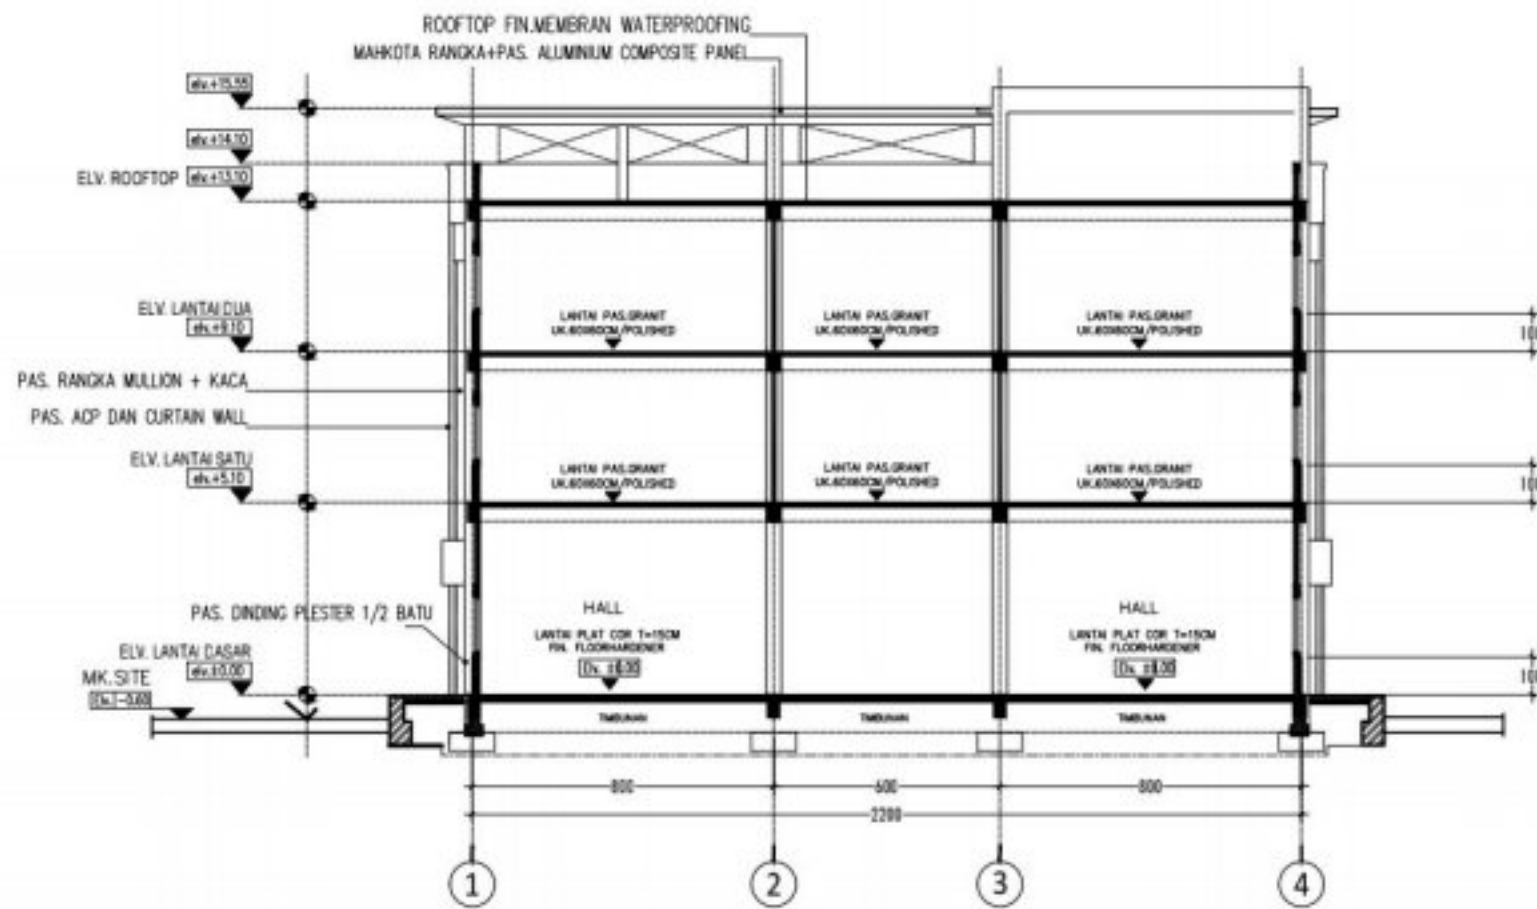 ROOFTOP FIN.MEMBRAN WATERPROOFING
MAHKOTA RANGKA+PAS. ALUMINIUM COMPOSITE PANEL
elv.+15.55
elv.+14.10
ELV. ROOFTOP elv.+13.10
ELV. LANTAI DUA
elv.+9.10
LANTAI PAS.GRANIT
UK.60X60CM/POLISHED
LANTAI PAS.GRANIT
UK.60X60CM/POLISHED
LANTAI PAS.GRANIT
UK.60X60CM/POLISHED
PAS. RANGKA MULLION + KACA
PAS. ACP DAN CURTAIN WALL
ELV. LANTAI SATU
elv.+5.10
LANTAI PAS.GRANIT
UK.60X60CM/POLISHED
LANTAI PAS.GRANIT
UK.60X60CM/POLISHED
LANTAI PAS.GRANIT
UK.60X60CM/POLISHED
PAS. DINDING PLESTER 1/2 BATU
HALL
LANTAI PLAT COR T=15CM
FIN. FLOORHARDENER
±0.00
HALL
LANTAI PLAT COR T=15CM
FIN. FLOORHARDENER
±0.00
ELV. LANTAI DASAR
elv.±0.00
MK. SITE
-0.60
TIMBUNAN
TIMBUNAN
TIMBUNAN
800
600
800
2200
1
2
3
4